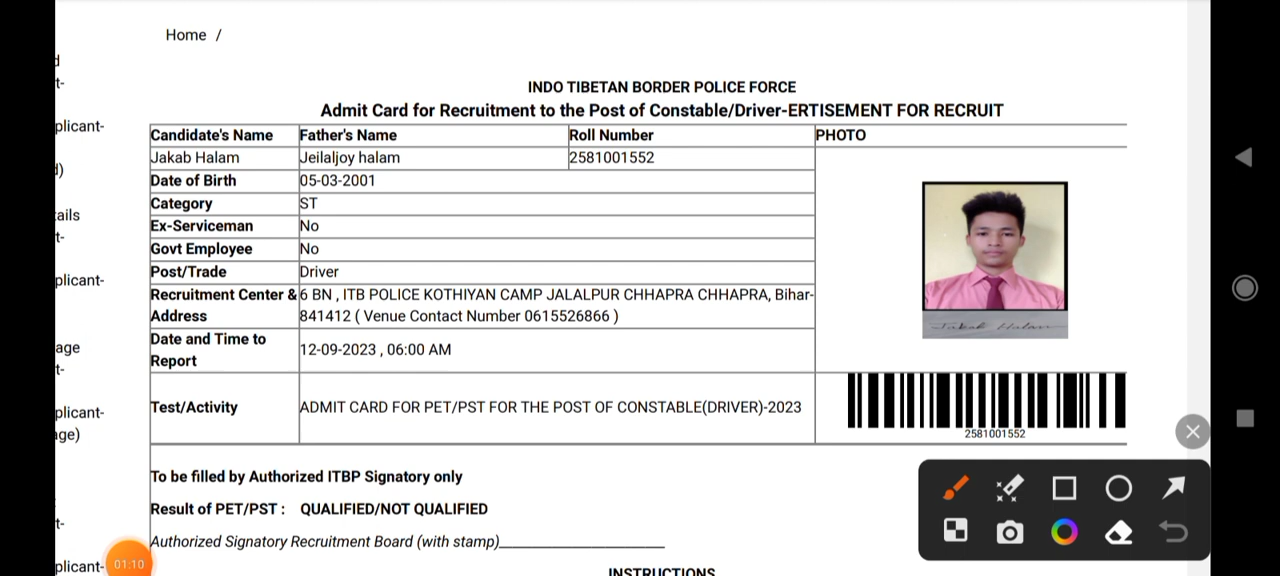 Home /
d
t-
plicant-
)
ails
t-
plicant-
age
t-
plicant-
ge)
t-
plicant-
INDO TIBETAN BORDER POLICE FORCE
Admit Card for Recruitment to the Post of Constable/Driver-ERTISEMENT FOR RECRUIT
Candidate's Name Father's Name Roll Number PHOTO
Jakab Halam Jeilaljoy halam 2581001552
Date of Birth 05-03-2001
Category ST
Ex-Serviceman No
Govt Employee No
Post/Trade Driver
Recruitment Center & 6 BN , ITB POLICE KOTHIYAN CAMP JALALPUR CHHAPRA CHHAPRA, Bihar-
Address 841412 ( Venue Contact Number 0615526866 )
Date and Time to
Report 12-09-2023 , 06:00 AM
Jakab Halam
Test/Activity ADMIT CARD FOR PET/PST FOR THE POST OF CONSTABLE(DRIVER)-2023
2581001552
To be filled by Authorized ITBP Signatory only
Result of PET/PST : QUALIFIED/NOT QUALIFIED
Authorized Signatory Recruitment Board (with stamp)___________________
INSTRUCTIONS
01:10